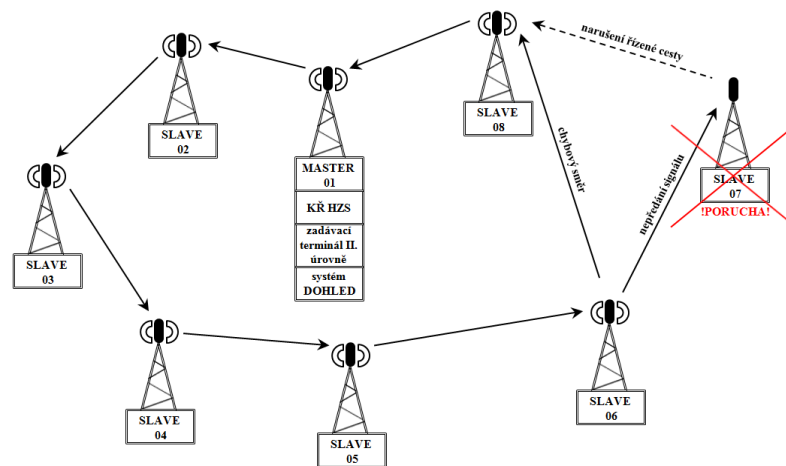 narušení řízené cesty
SLAVE
08
SLAVE
02
chybový směr
nepředání signálu
MASTER
01
KŘ HZS
zadávací
terminál II.
úrovně
systém
DOHLED
SLAVE
07
!PORUCHA!
SLAVE
03
SLAVE
04
SLAVE
05
SLAVE
06